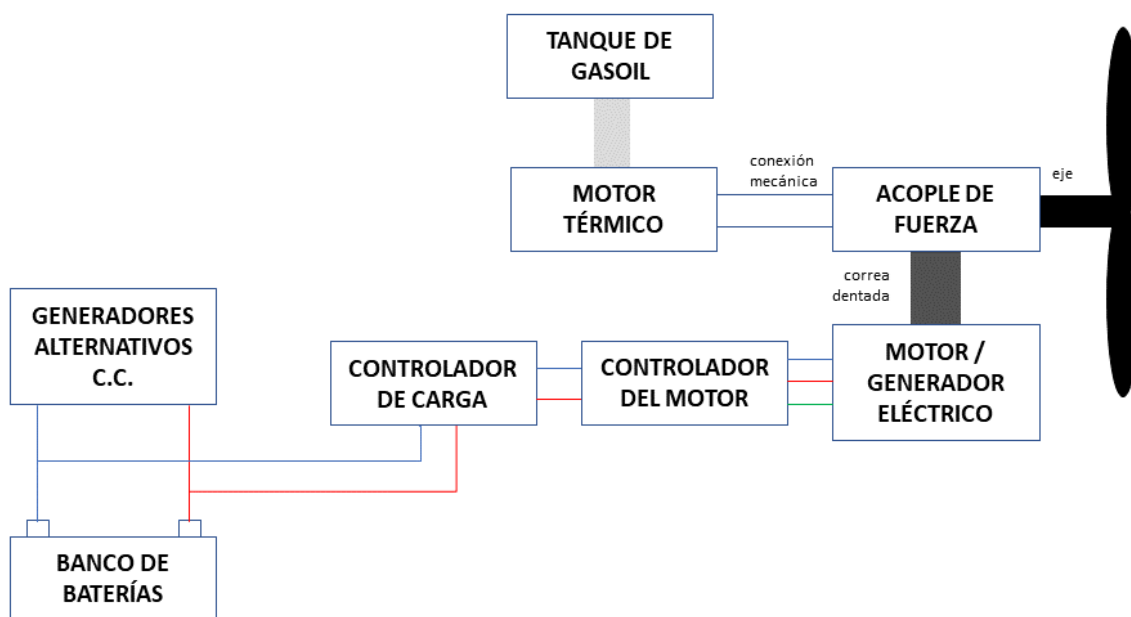 TANQUE DE
GASOIL
conexión
mecánica
eje
MOTOR
TÉRMICO
ACOPLE DE
FUERZA
correa
dentada
GENERADORES
ALTERNATIVOS
C.C.
CONTROLADOR
DE CARGA
CONTROLADOR
DEL MOTOR
MOTOR /
GENERADOR
ELÉCTRICO
BANCO DE
BATERÍAS